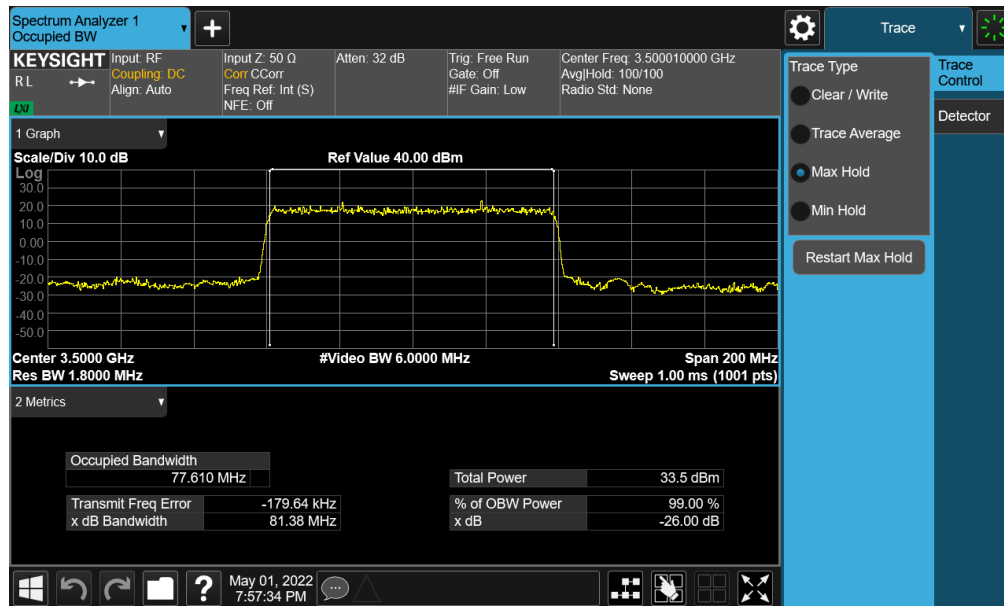 Spectrum Analyzer 1
Occupied BW
Trace
KEYSIGHT
Input: RF
Input Z: 50 Ω
Atten: 32 dB
Trig: Free Run
Center Freq: 3.500010000 GHz
RL
Coupling: DC
Corr CCorr
Gate: Off
Avg|Hold: 100/100
Align: Auto
Freq Ref: Int (S)
#IF Gain: Low
Radio Std: None
LXI
NFE: Off
1 Graph
Scale/Div 10.0 dB
Ref Value 40.00 dBm
Log
30.0
20.0
10.0
0.00
-10.0
-20.0
-30.0
-40.0
-50.0
Center 3.5000 GHz
#Video BW 6.0000 MHz
Span 200 MHz
Res BW 1.8000 MHz
Sweep 1.00 ms (1001 pts)
2 Metrics
Occupied Bandwidth
77.610 MHz
Total Power
33.5 dBm
Transmit Freq Error
-179.64 kHz
% of OBW Power
99.00 %
x dB Bandwidth
81.38 MHz
x dB
-26.00 dB
?
May 01, 2022
7:57:34 PM
Trace Type
Clear / Write
Trace Average
Max Hold
Min Hold
Restart Max Hold
Trace
Control
Detector